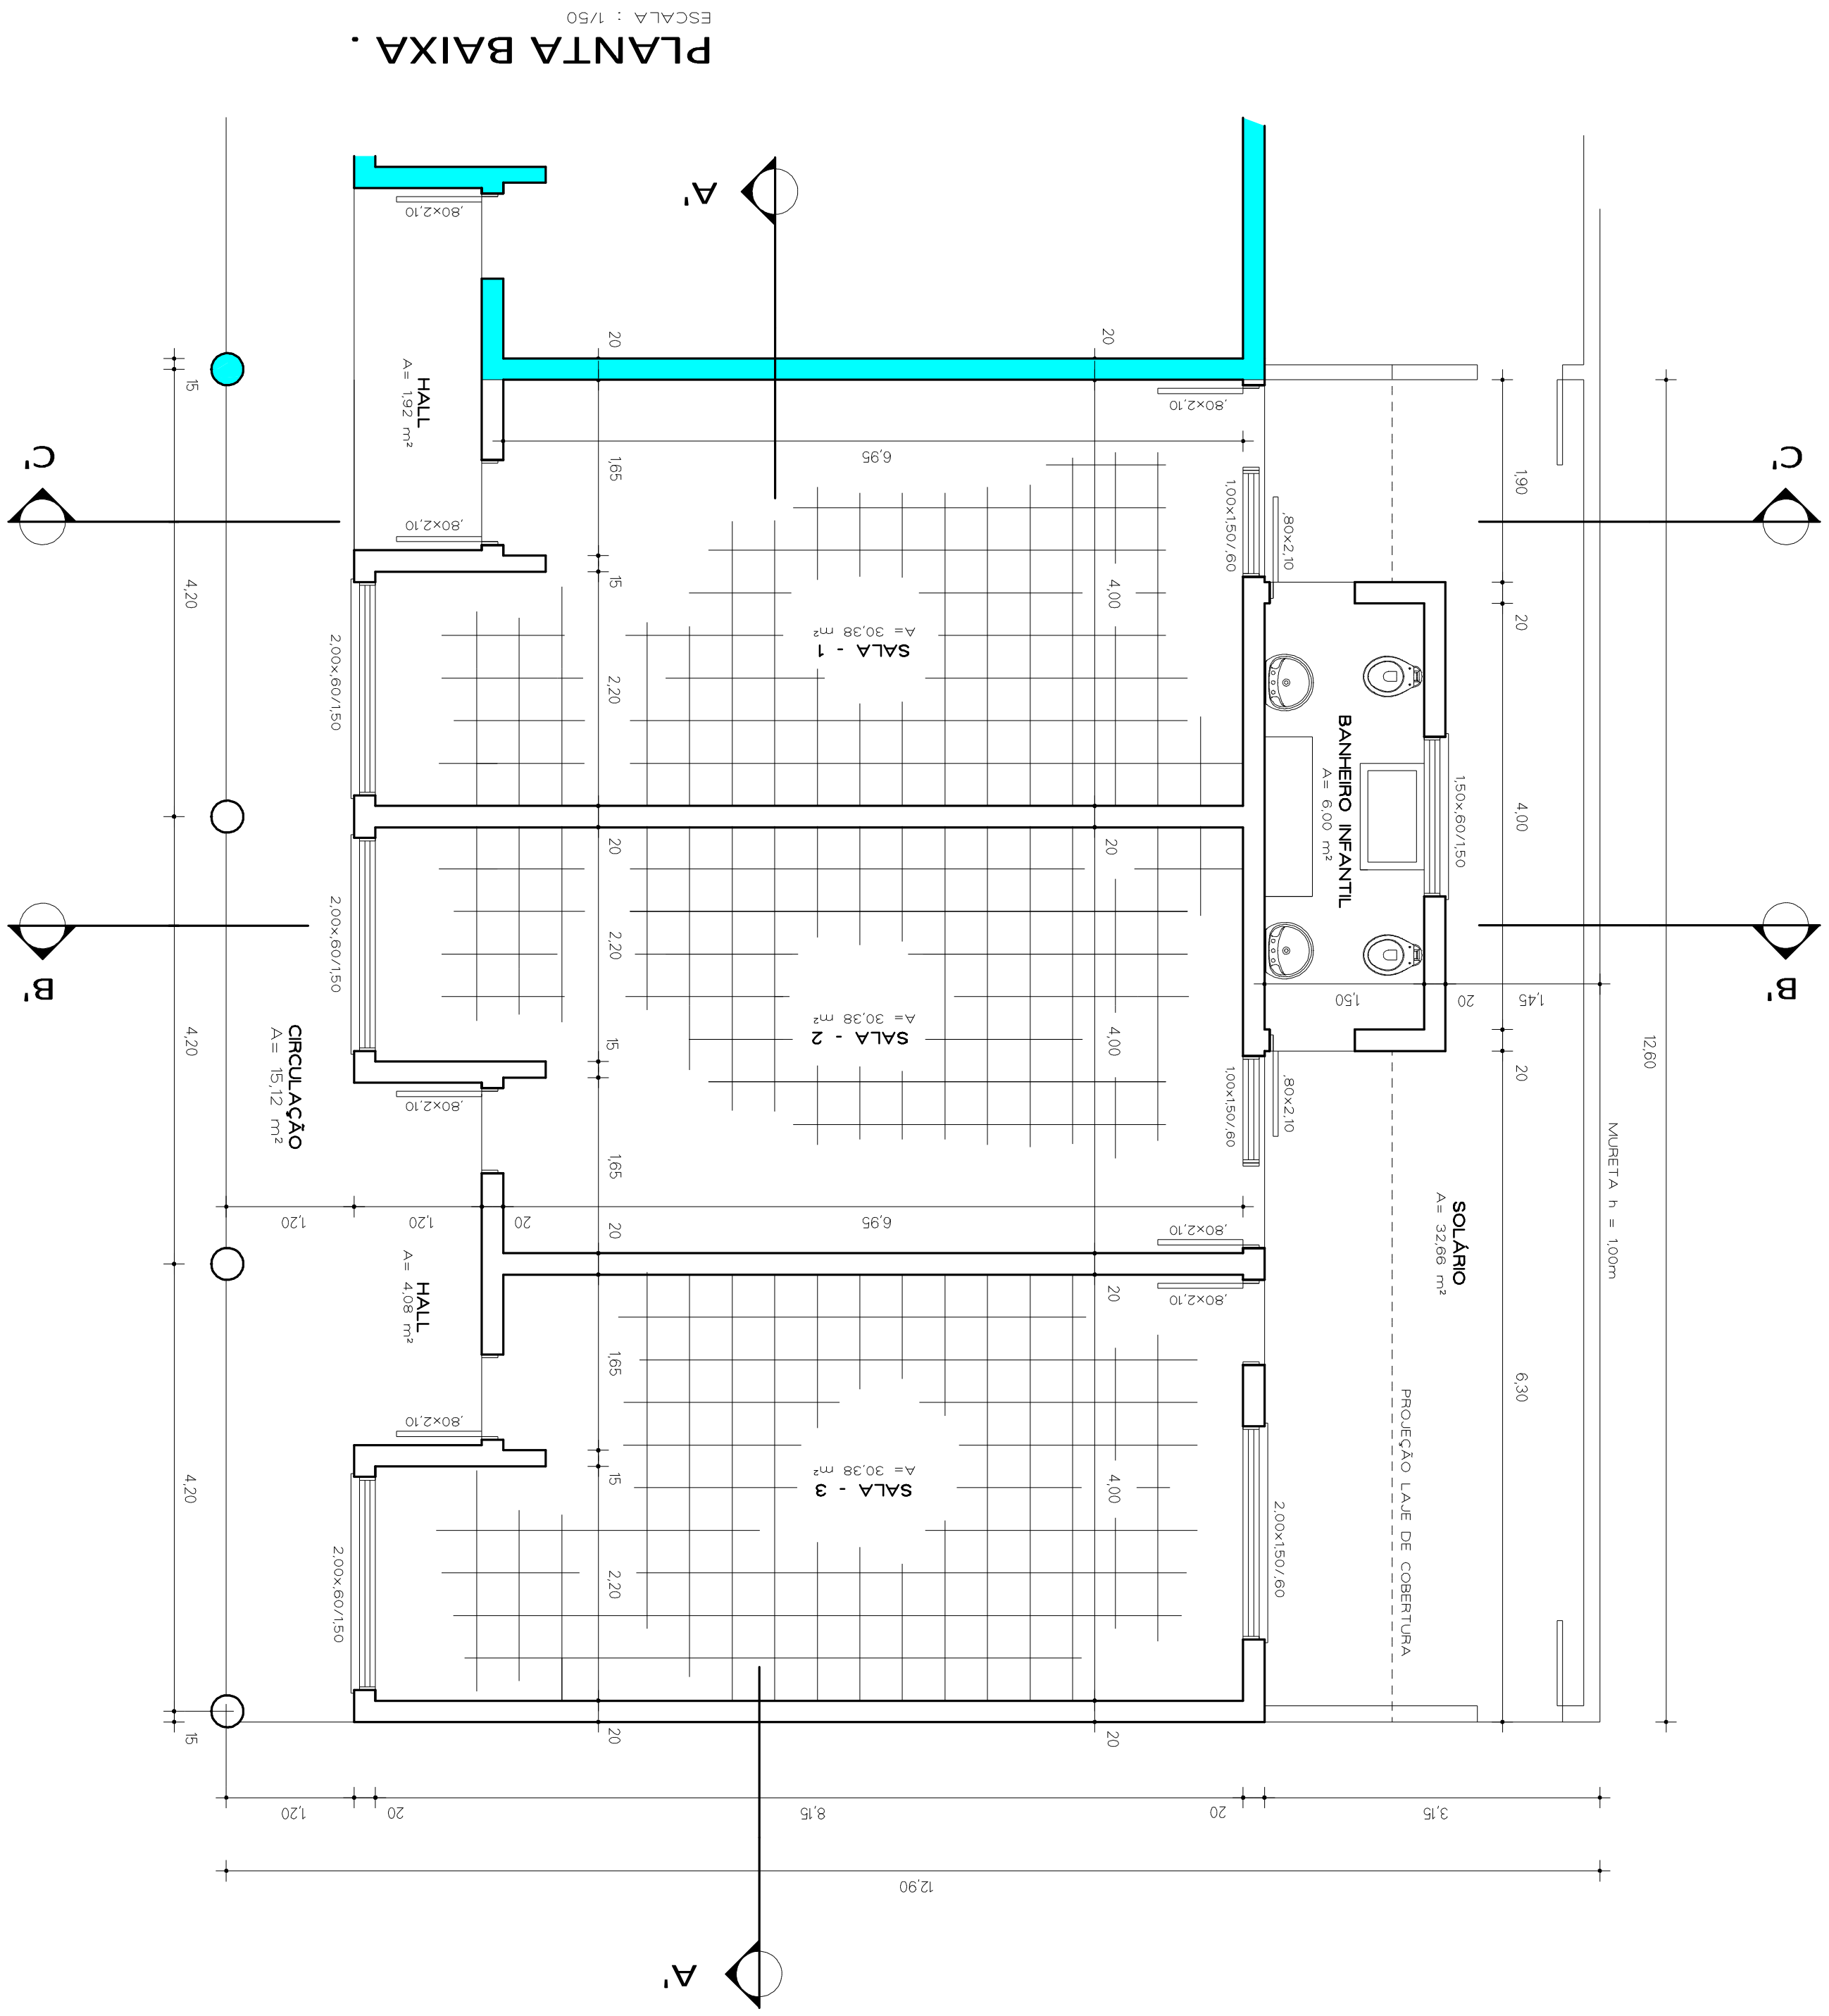 PLANTA BAIXA .
ESCALA : 1/50
A'
,80x2,10
HALL
A= 1,92 m²
20
20
15
,80x2,10
6,95
1,65
1,00x1,50/,60
,80x2,10
1,90
C'
C'
,80x2,10
4,20
15
4,00
20
SALA - 1
A= 30,38 m²
2,00x,60/1,50
2,20
BANHEIRO INFANTIL
A= 6,00 m²
1,50x,60/1,50
4,00
20
20
2,00x,60/1,50
2,20
B'
B'
1,50
20
1,45
12,60
SALA - 2
A= 30,38 m²
CIRCULAÇÃO
A= 15,12 m²
4,20
15
4,00
20
,80x2,10
1,00x1,50/,60
,80x2,10
MURETA h = 1,00m
1,65
1,20
1,20
20
6,95
20
,80x2,10
SOLÁRIO
A= 32,66 m²
HALL
A= 4,08 m²
20
,80x2,10
1,65
6,30
,80x2,10
PROJEÇÃO LAJE DE COBERTURA
4,20
15
4,00
SALA - 3
A= 30,38 m²
2,00x1,50/,60
2,00x,60/1,50
2,20
15
20
20
1,20
20
8,15
20
3,15
12,90
A'